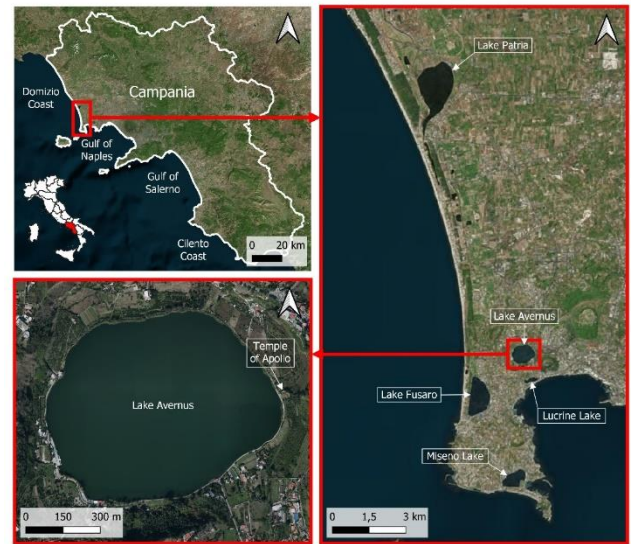 Domizio
Coast
Campania
Gulf of
Naples
Gulf of
Salerno
Cilento
Coast
0 20 km
Temple
of Apollo
Lake Avernus
0 150 300 m
Lake Patria
Lake Avernus
Lake Fusaro
Lucrine Lake
Miseno Lake
0 1,5 3 km